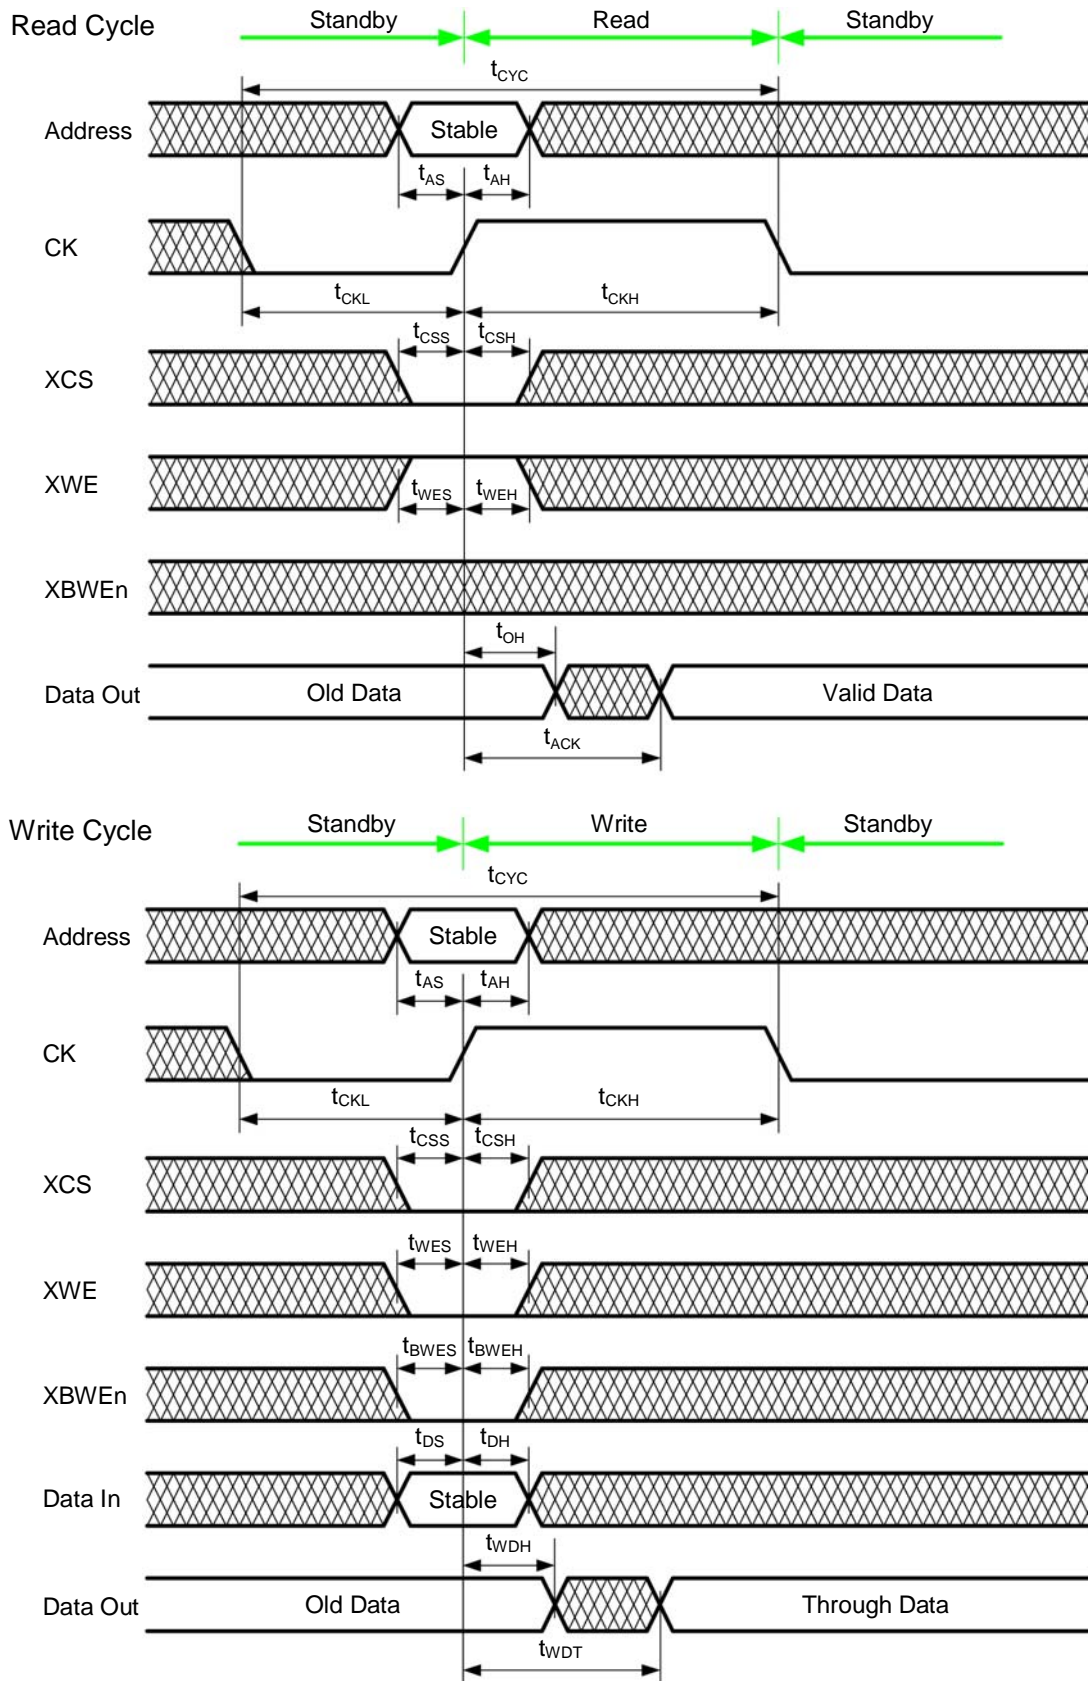 Read Cycle
Standby Read Standby
tCYC
Address Stable
tAS tAH
CK
tCKL tCKH
tCSS tCSH
XCS
XWE
tWES tWEH
XBWEn
tOH
Data Out Old Data Valid Data
tACK
Write Cycle
Standby Write Standby
tCYC
Address Stable
tAS tAH
CK
tCKL tCKH
tCSS tCSH
XCS
tWES tWEH
XWE
tBWES tBWEH
XBWEn
tDS tDH
Data In Stable
tWDH
Data Out Old Data Through Data
tWDT